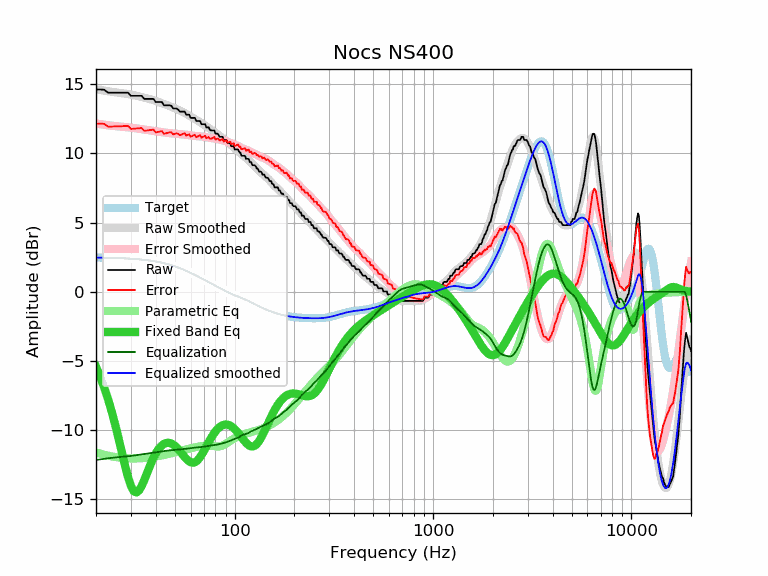 Nocs NS400
Amplitude (dBr)
15
10
5
0
−5
−10
−15
Target
Raw Smoothed
Error Smoothed
Raw
Error
Parametric Eq
Fixed Band Eq
Equalization
Equalized smoothed
100
1000
10000
Frequency (Hz)